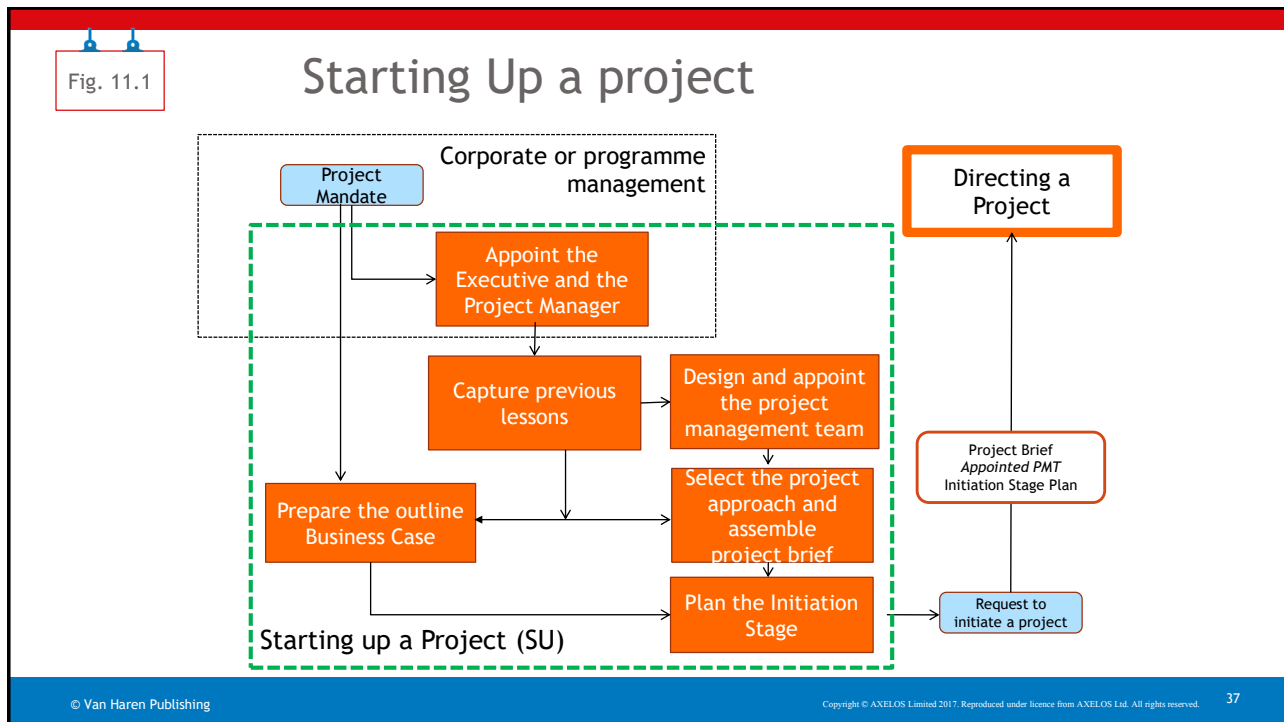 Fig. 11.1
Starting Up a project
Corporate or programme
management
Project
Mandate
Directing a
Project
Appoint the
Executive and the
Project Manager
Capture previous
lessons
Design and appoint
the project
management team
Project Brief
Appointed PMT
Initiation Stage Plan
Prepare the outline
Business Case
Select the project
approach and
assemble
project brief
Plan the Initiation
Stage
Request to
initiate a project
Starting up a Project (SU)
© Van Haren Publishing
Copyright © AXELOS Limited 2017. Reproduced under licence from AXELOS Ltd. All rights reserved.
37